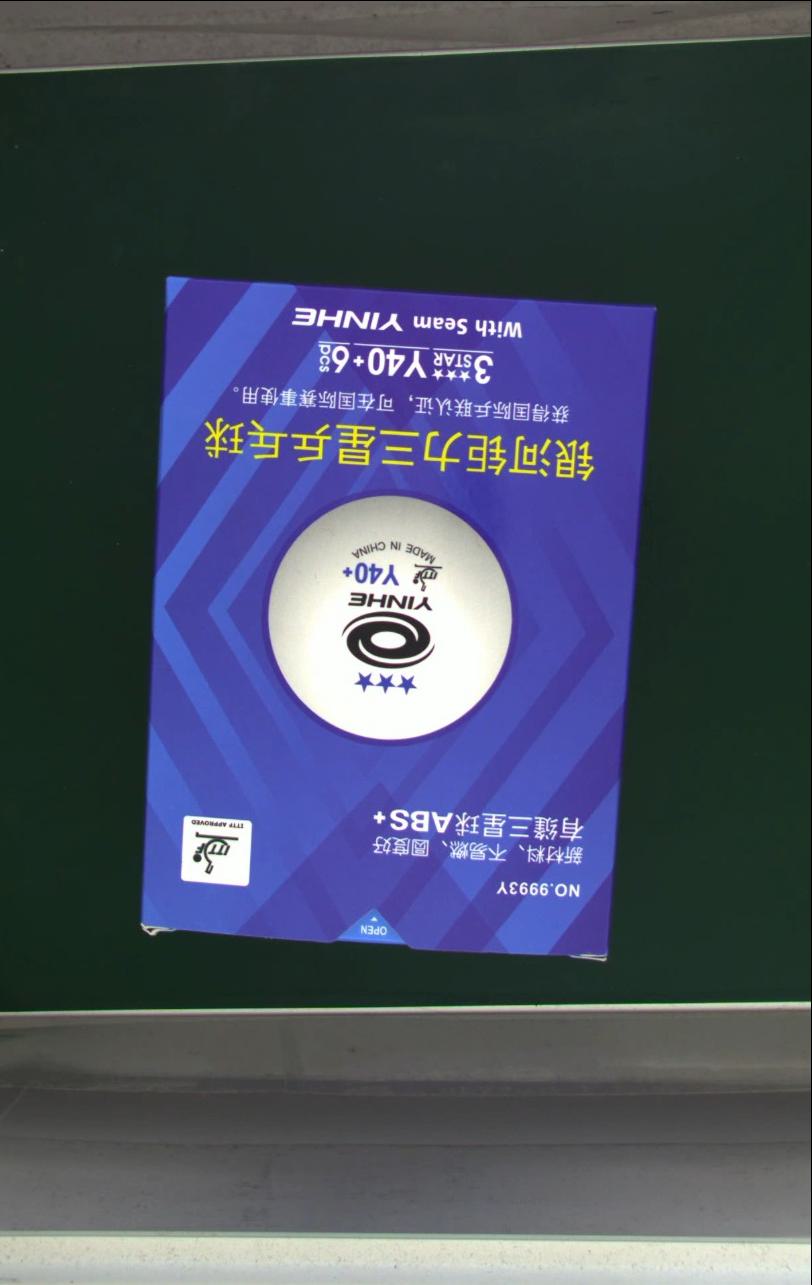 OPEN
NO.9993Y
新材料、不易燃、圆度好
有缝三星球ABS+
ITTF APPROVED
YINHE
Y40+
MADE IN CHINA
银河钜力三星乒乓球
获得国际乒联认证，可在国际赛事使用。
3 STAR Y40+ 6 pcs
With Seam YINHE